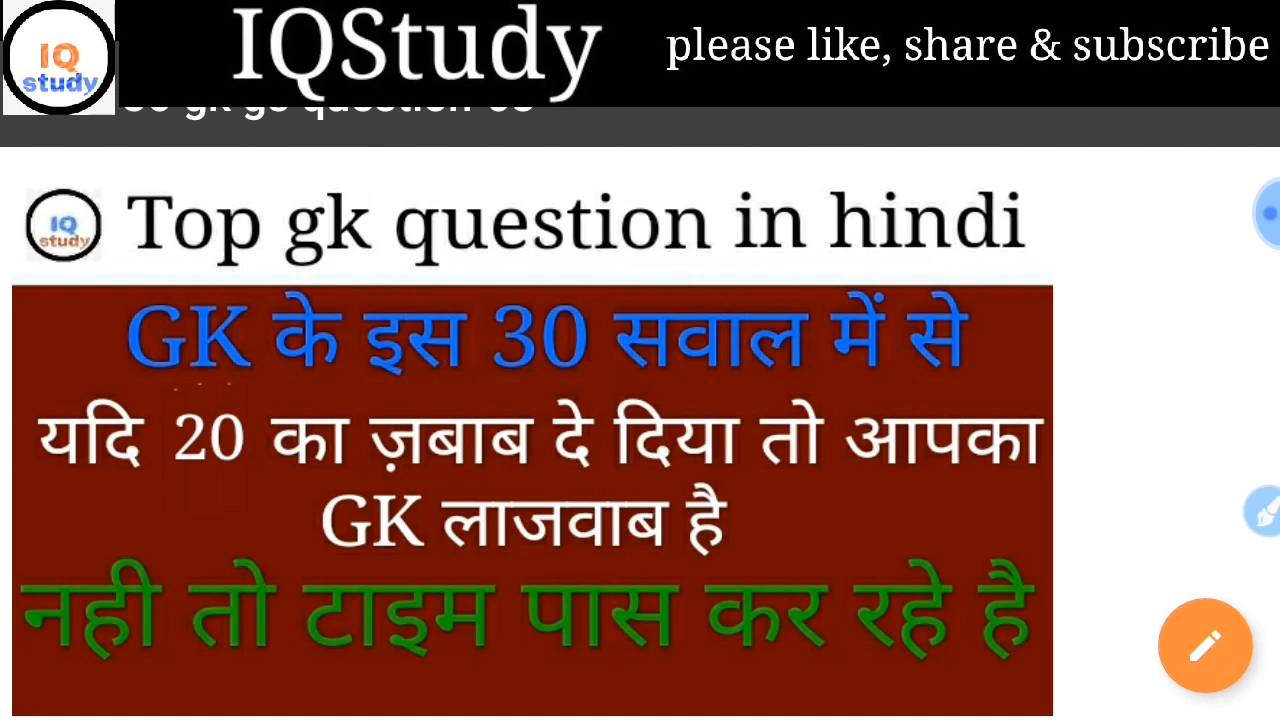 IQ
study
IQStudy
please like, share & subscribe
IQ
study
Top gk question in hindi
GK के इस 30 सवाल में से
यदि 20 का ज़बाब दे दिया तो आपका
GK लाजवाब है
नही तो टाइम पास कर रहे है